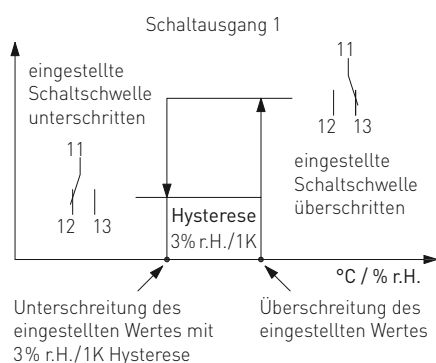 Schaltausgang 1
eingestellte
Schaltschwelle
unterschritten
11
12 13
11
12 13
eingestellte
Schaltschwelle
überschritten
Hysterese
3% r.H./1K
°C / % r.H.
Unterschreitung des
eingestellten Wertes mit
3% r.H./1K Hysterese
Überschreitung des
eingestellten Wertes